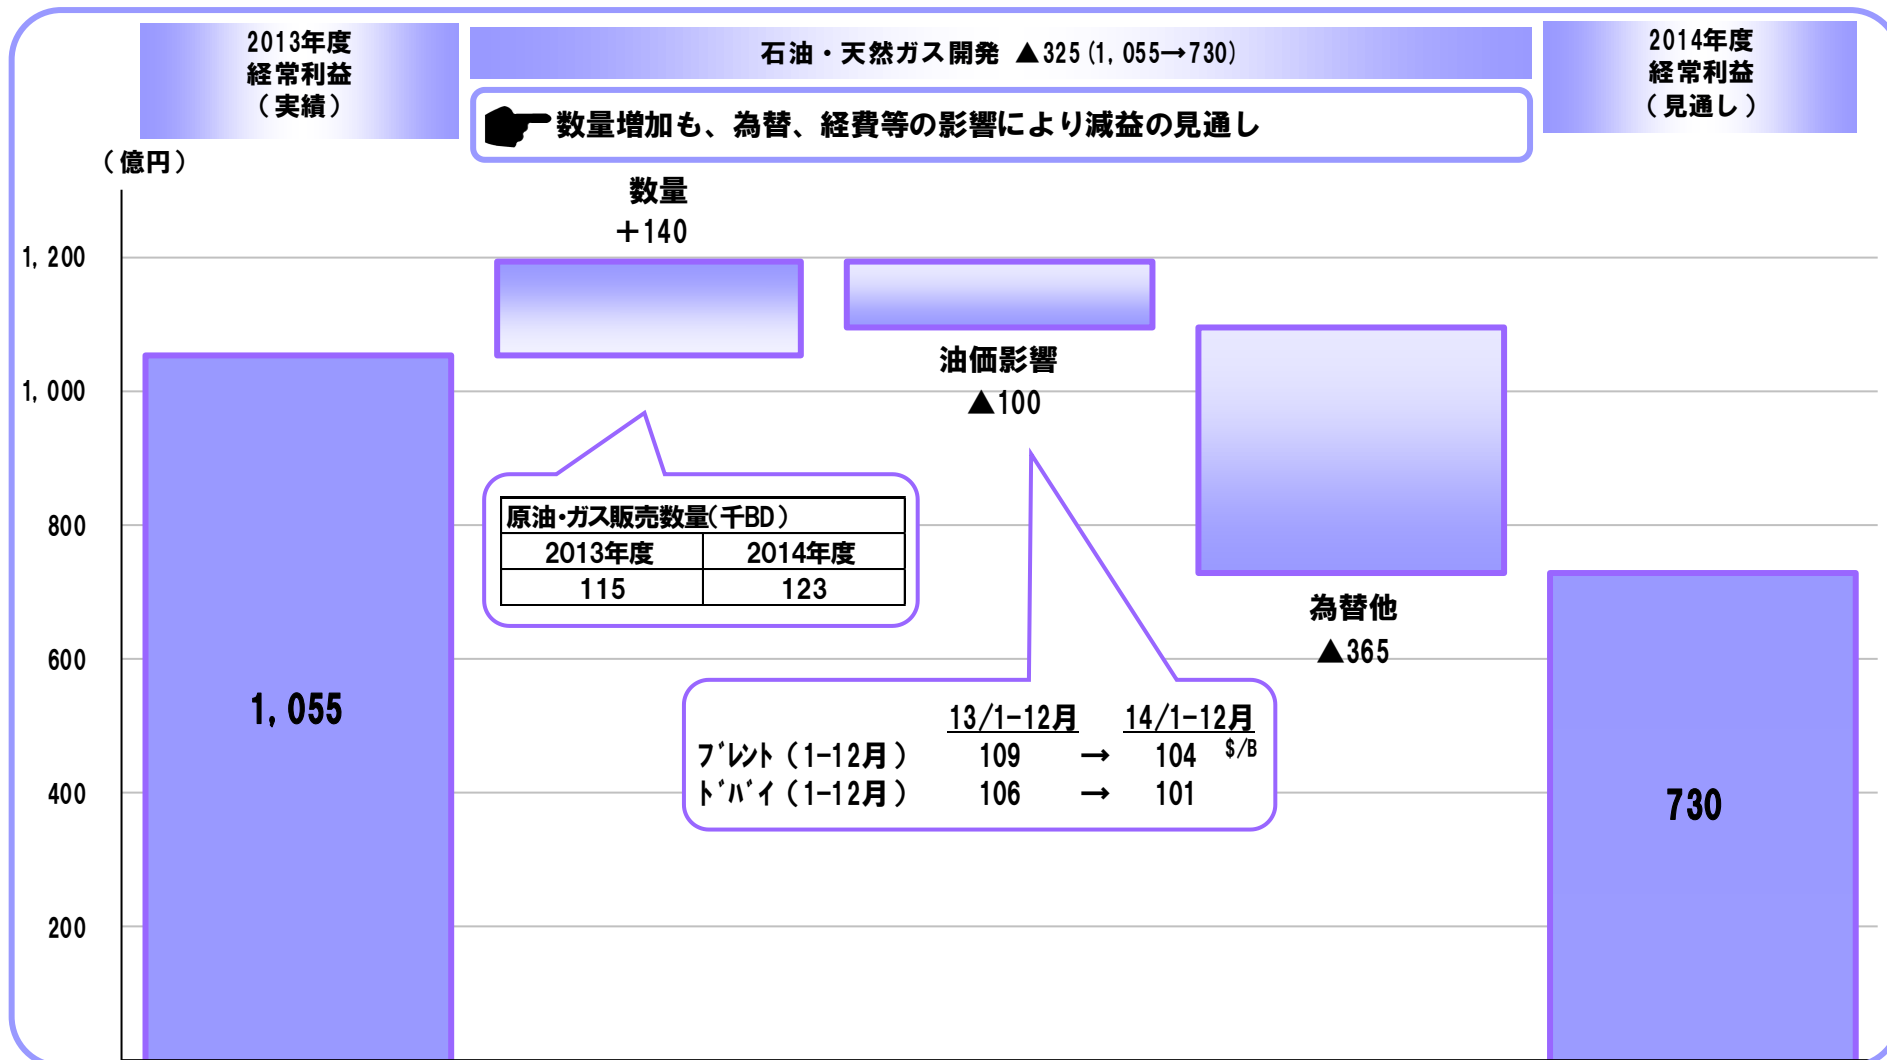 2013年度
経常利益
（実績）
石油・天然ガス開発 ▲325(1,055→730)
2014年度
経常利益
（見通し）
数量増加も、為替、経費等の影響により減益の見通し
（億円）
数量
＋140
1,200
油価影響
▲100
1,000
原油・ガス販売数量(千BD)
2013年度 2014年度
115 123
800
為替他
▲365
600
1,055
13/1-12月 14/1-12月
ﾌﾞﾚﾝﾄ（1-12月） 109 → 104 $/B
ﾄﾞﾊﾞｲ（1-12月） 106 → 101
730
400
200